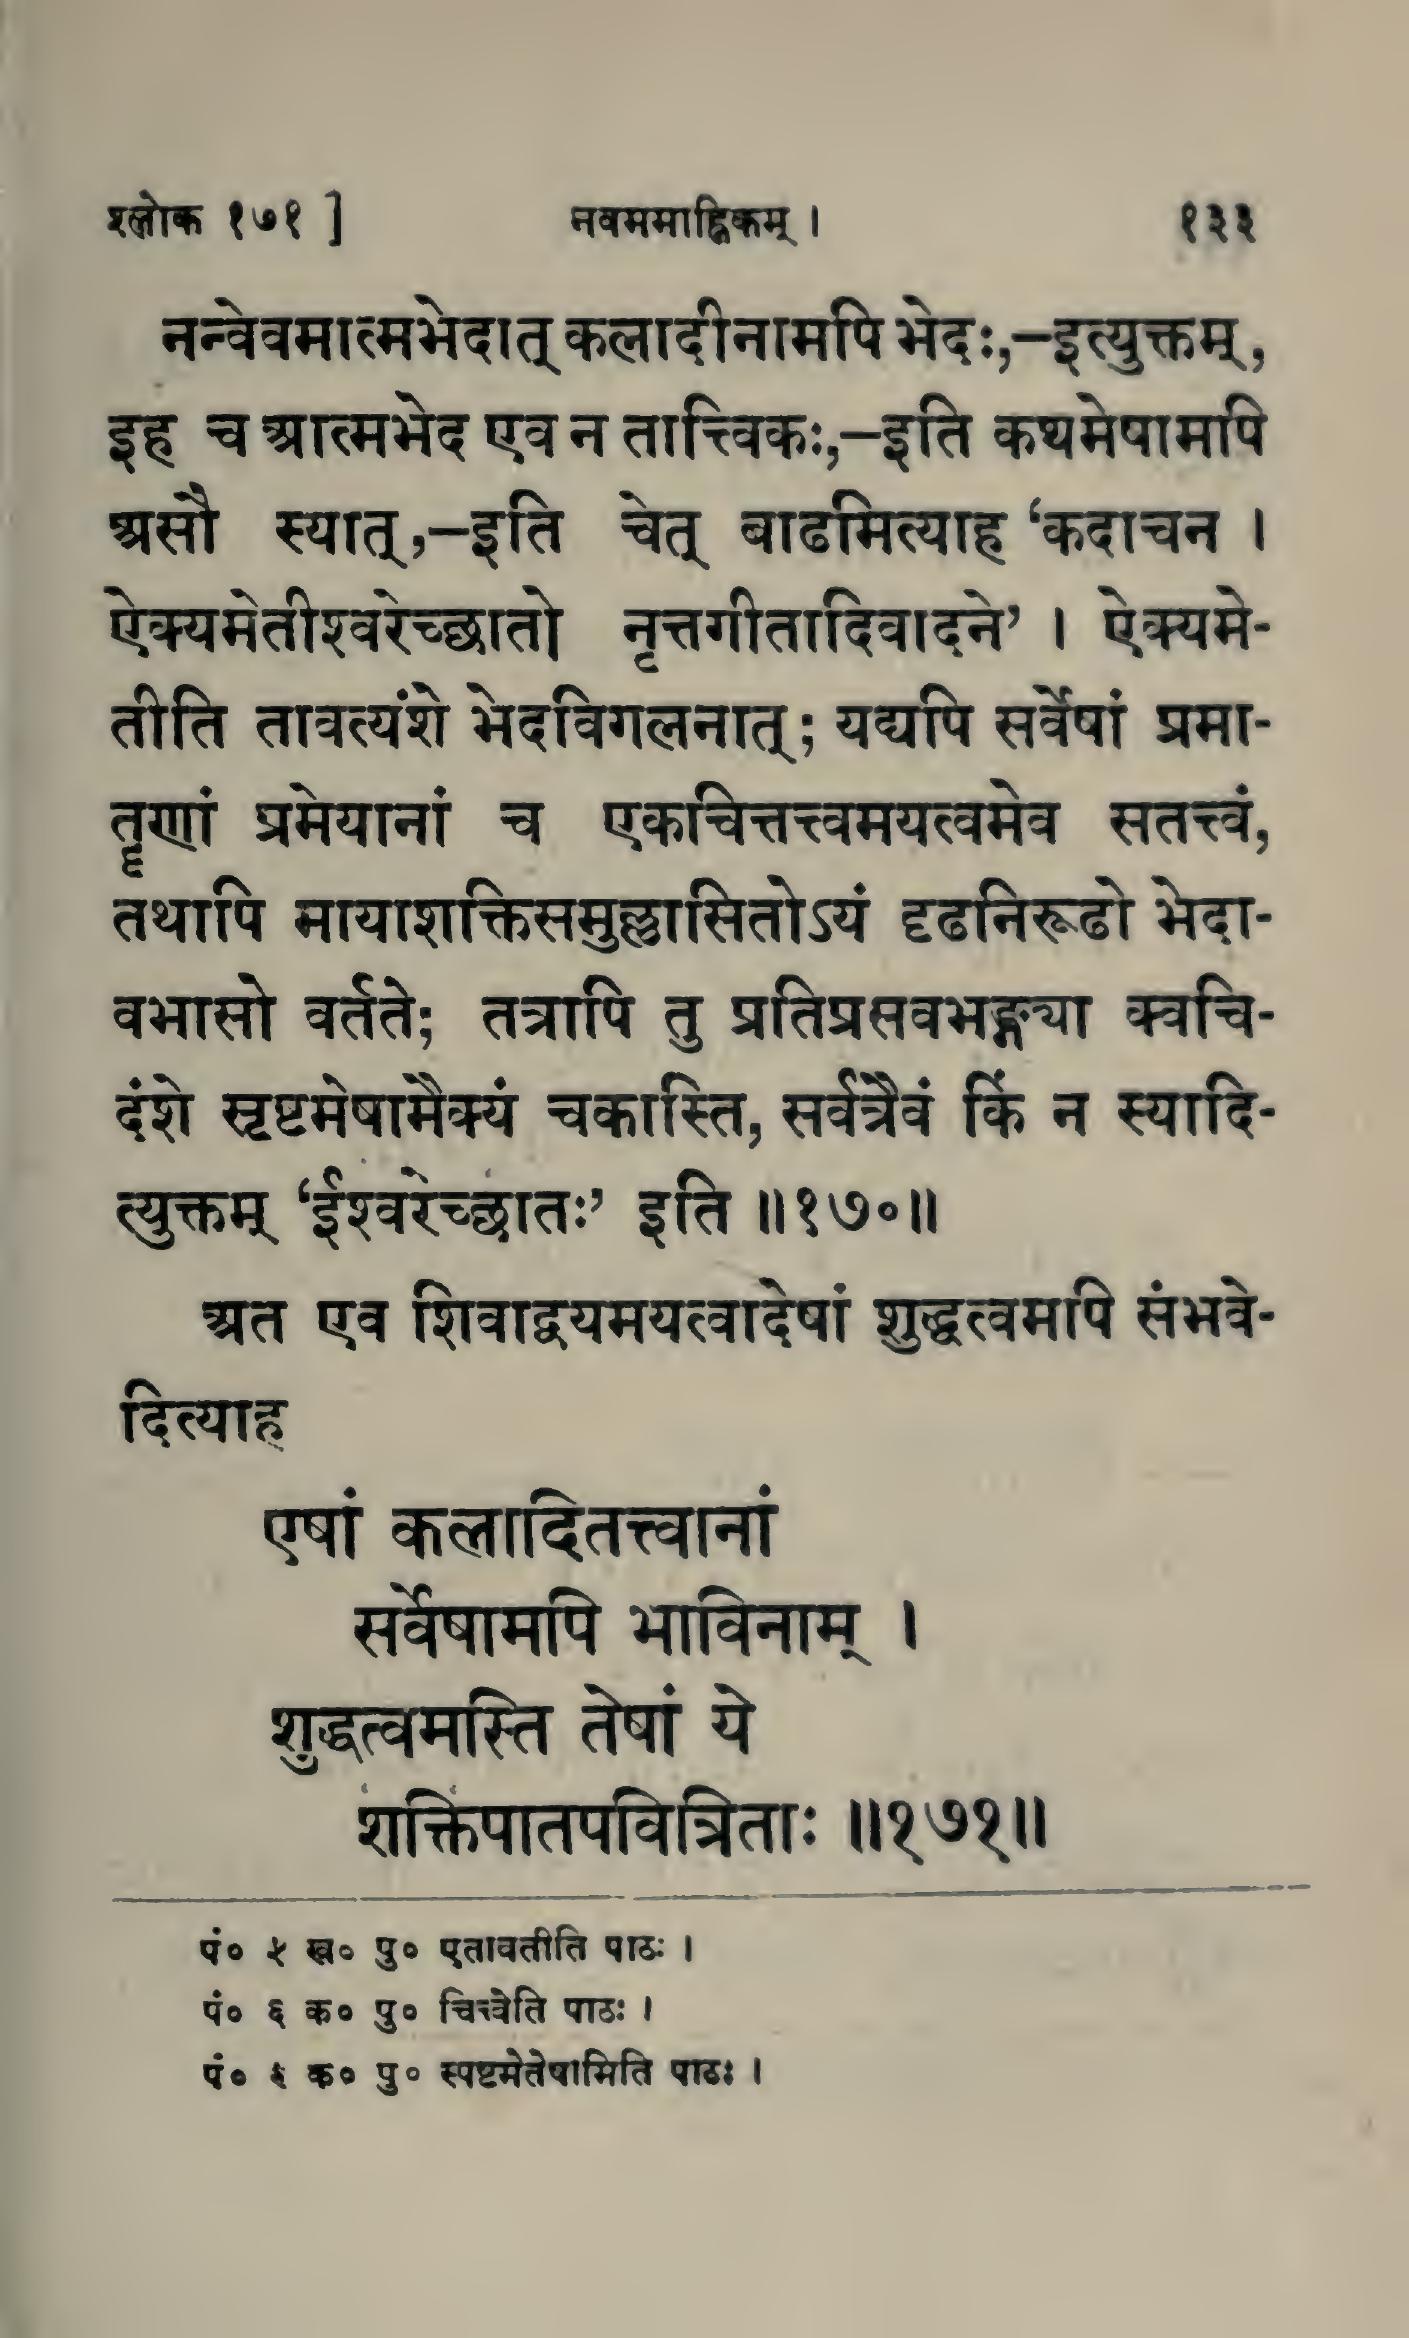 श्लोक १७१ ] नवममाह्निकम् । १३३
नन्वेवमात्मभेदात् कलादीनामपि भेदः,—इत्युक्तम्,
इह च आत्मभेद एव न तात्त्विकः,—इति कथमेषामपि
असौ स्यात्,—इति चेत् बाढमित्याह ‘कदाचन ।
ऐक्यमेतीश्वरेच्छातो नृत्तगीतादिवादने’ । ऐक्यमे-
तीति तावत्यंशे भेदविगलनात्; यद्यपि सर्वेषां प्रमा-
तॄणां प्रमेयानां च एकचित्तत्त्वमयत्वमेव सतत्त्वं,
तथापि मायाशक्तिसमुल्लासितोऽयं दृढनिरूढो भेदा-
वभासो वर्तते; तत्रापि तु प्रतिप्रसवभङ्ग्या क्वचि-
दंशे सृष्टमेषामैक्यं चकास्ति, सर्वत्रैवं किं न स्यादि-
त्युक्तम् ‘ईश्वरेच्छातः’ इति ॥१७०॥
अत एव शिवाद्वयमयत्वादेषां शुद्धत्वमपि संभवे-
दित्याह
एषां कलादितत्त्वानां
सर्वेषामपि भाविनाम् ।
शुद्धत्वमस्ति तेषां ये
शक्तिपातपवित्रिताः ॥१७१॥
पं० ५ ख० पु० एतावतीति पाठः ।
पं० ६ क० पु० पाठः ।
पं० क० पु० स्पष्टमेतेषामिति पाठः ।